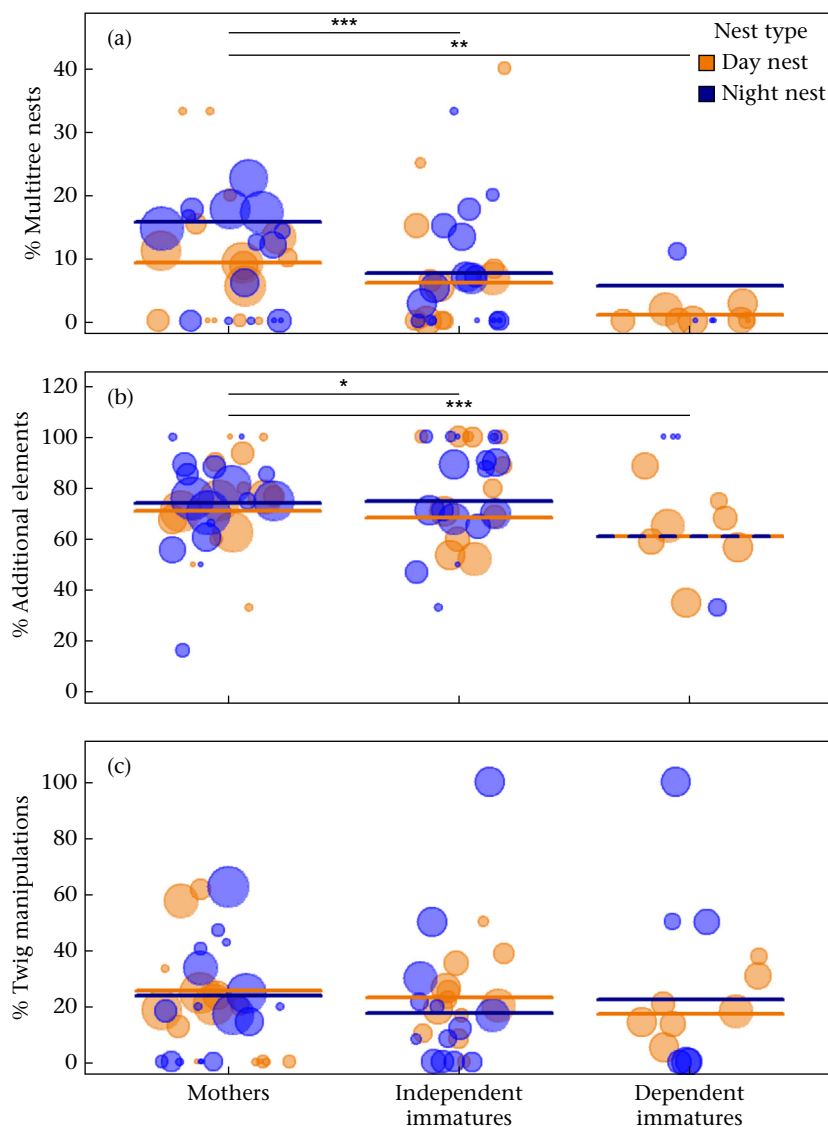 (a)
***
**
Nest type
Day nest
Night nest
% Multitree nests
40
30
20
10
0
(b)
*
***
% Additional elements
120
100
80
60
40
20
0
(c)
% Twig manipulations
100
80
60
40
20
0
Mothers
Independent
immatures
Dependent
immatures